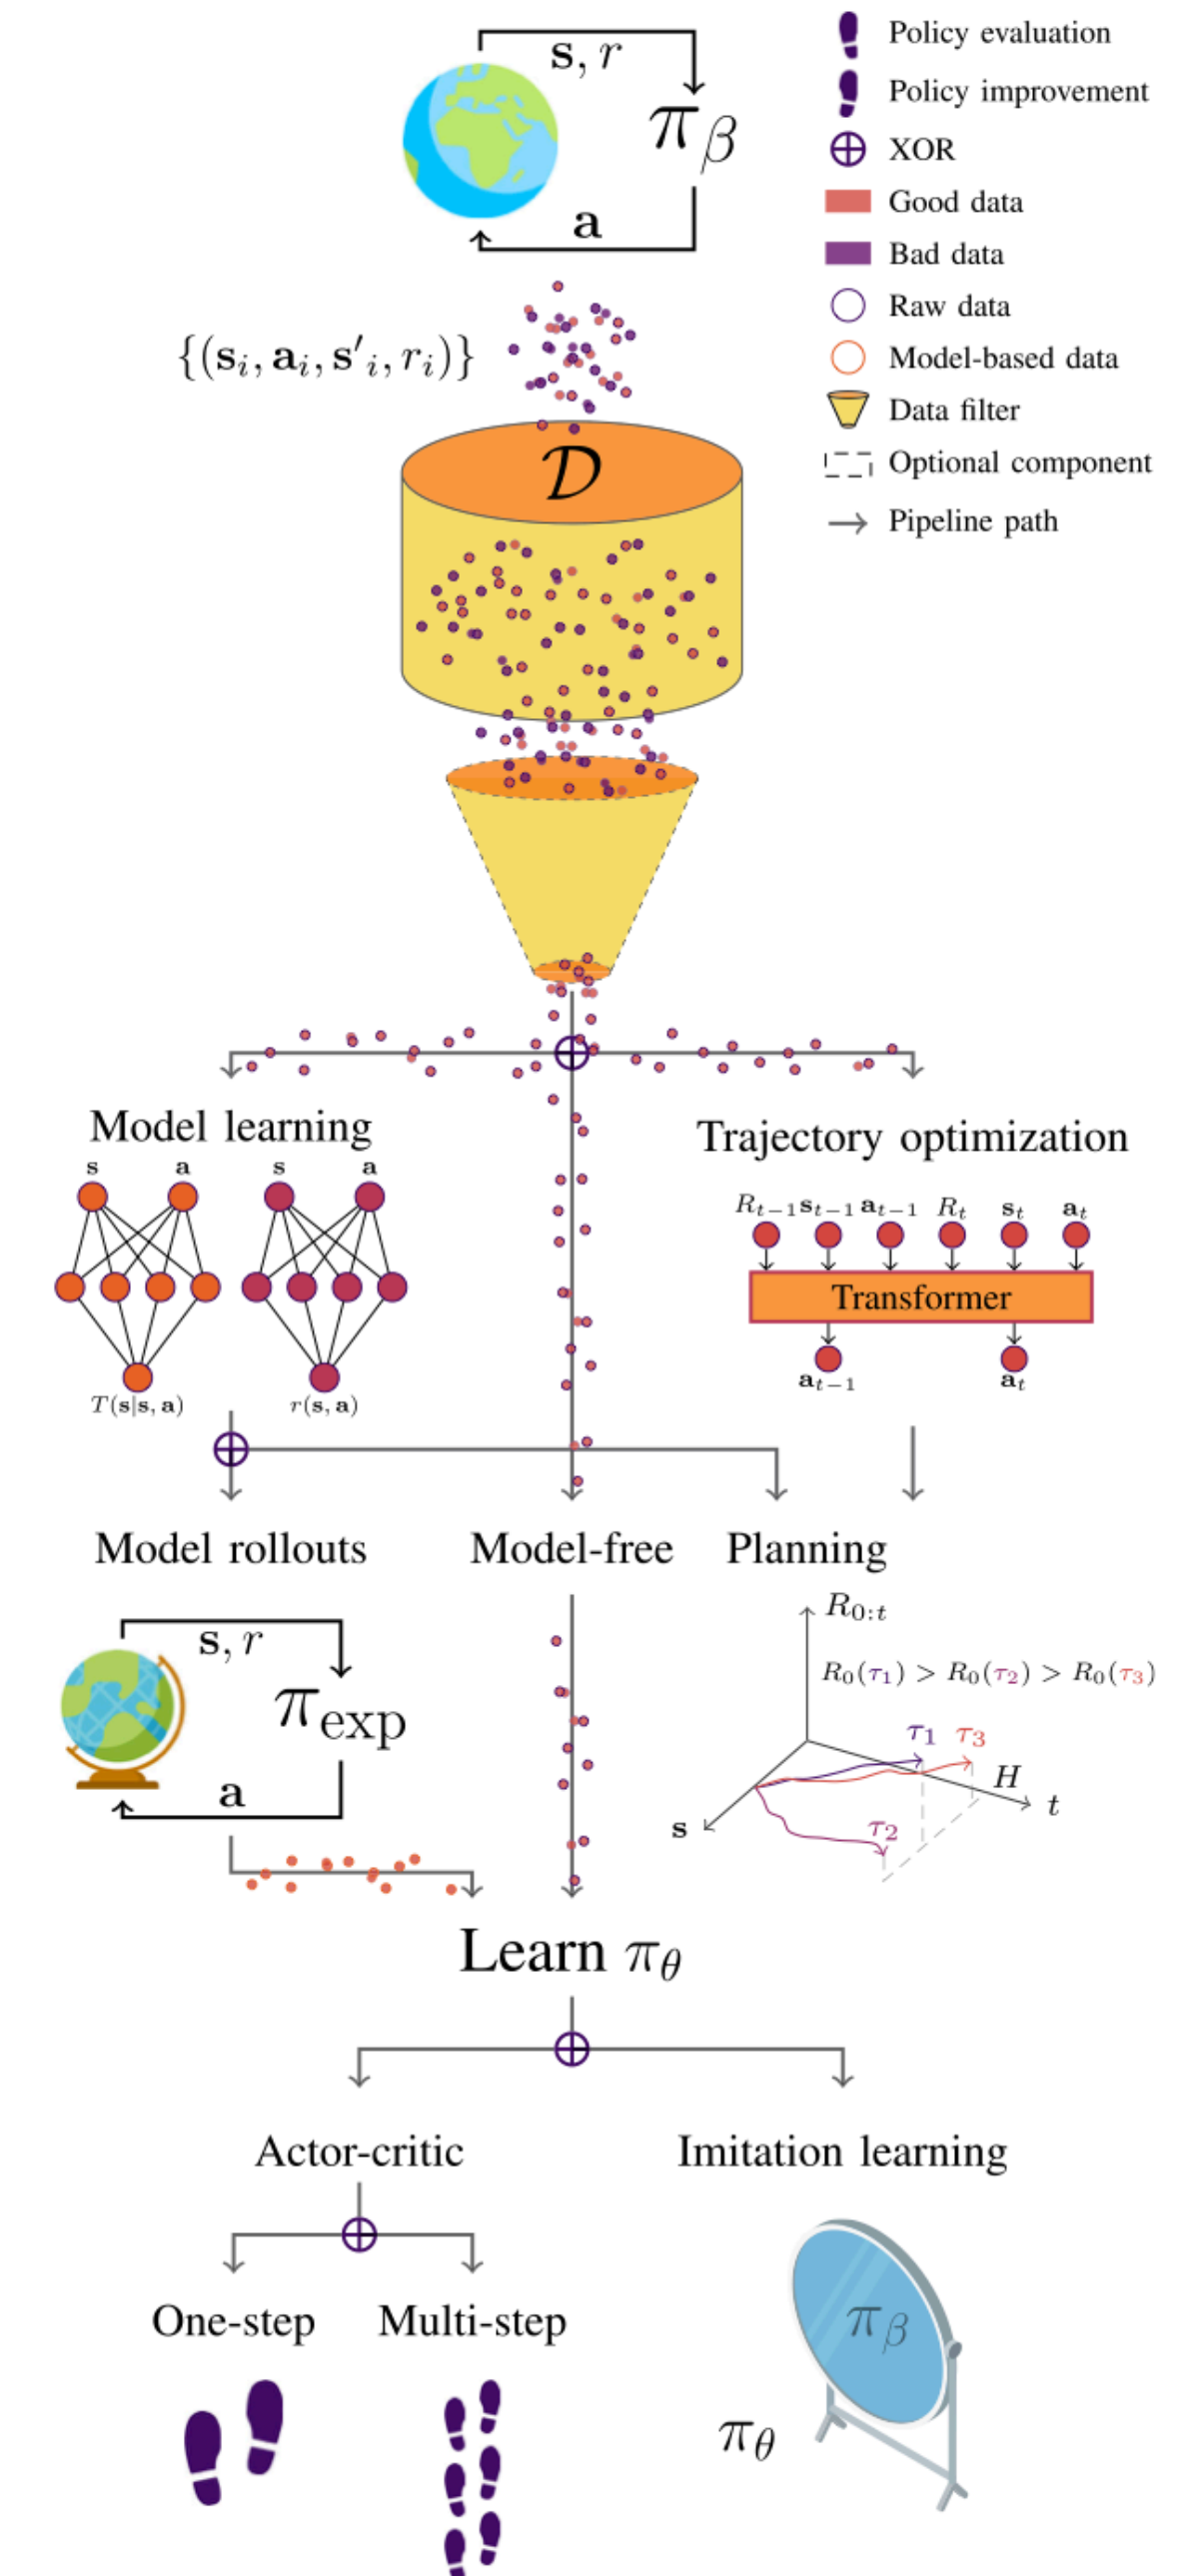 s, r
π_β
a
Policy evaluation
Policy improvement
XOR
Good data
Bad data
Raw data
Model-based data
Data filter
Optional component
Pipeline path
{(s_i, a_i, s'_i, r_i)}
𝒟
Model learning
s a s a
T(s|s, a) r(s, a)
Trajectory optimization
R_{t−1} s_{t−1} a_{t−1} R_t s_t a_t
Transformer
a_{t−1} a_t
Model rollouts
Model-free
Planning
s, r
π_exp
a
R_{0:t}
R_0(τ_1) > R_0(τ_2) > R_0(τ_3)
τ_1 τ_3
H
t
s
τ_2
Learn π_θ
Actor-critic
Imitation learning
One-step
Multi-step
π_β
π_θ